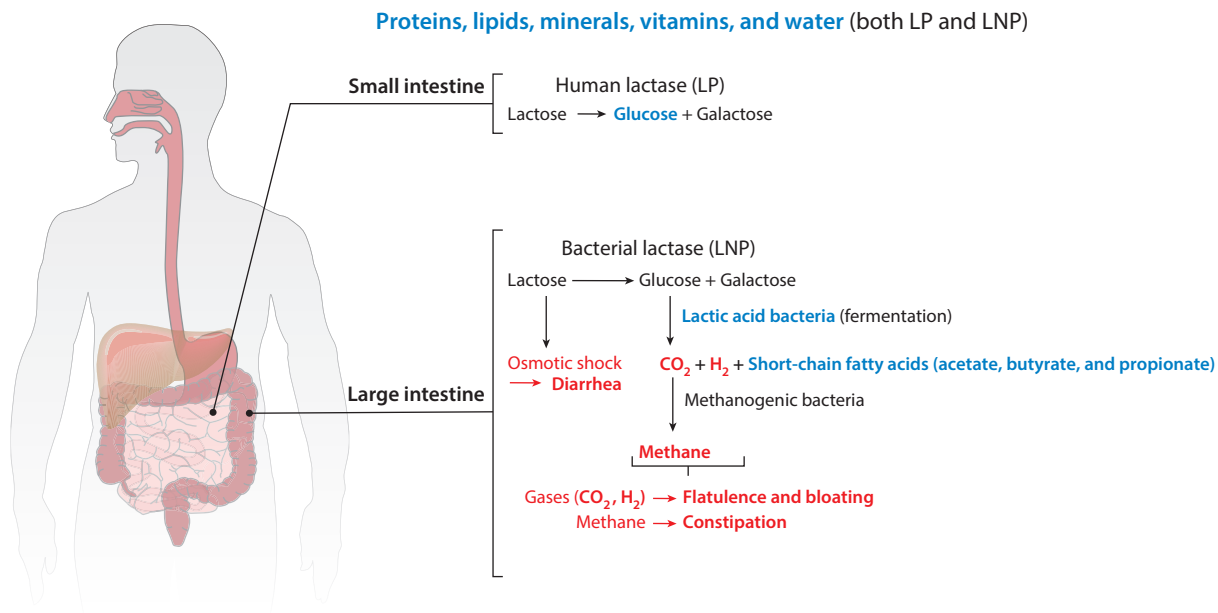 Proteins, lipids, minerals, vitamins, and water (both LP and LNP)
Small intestine
Human lactase (LP)
Lactose → Glucose + Galactose
Large intestine
Bacterial lactase (LNP)
Lactose → Glucose + Galactose
Lactic acid bacteria (fermentation)
Osmotic shock
→ Diarrhea
CO₂ + H₂ + Short-chain fatty acids (acetate, butyrate, and propionate)
Methanogenic bacteria
Methane
Gases (CO₂, H₂) → Flatulence and bloating
Methane → Constipation